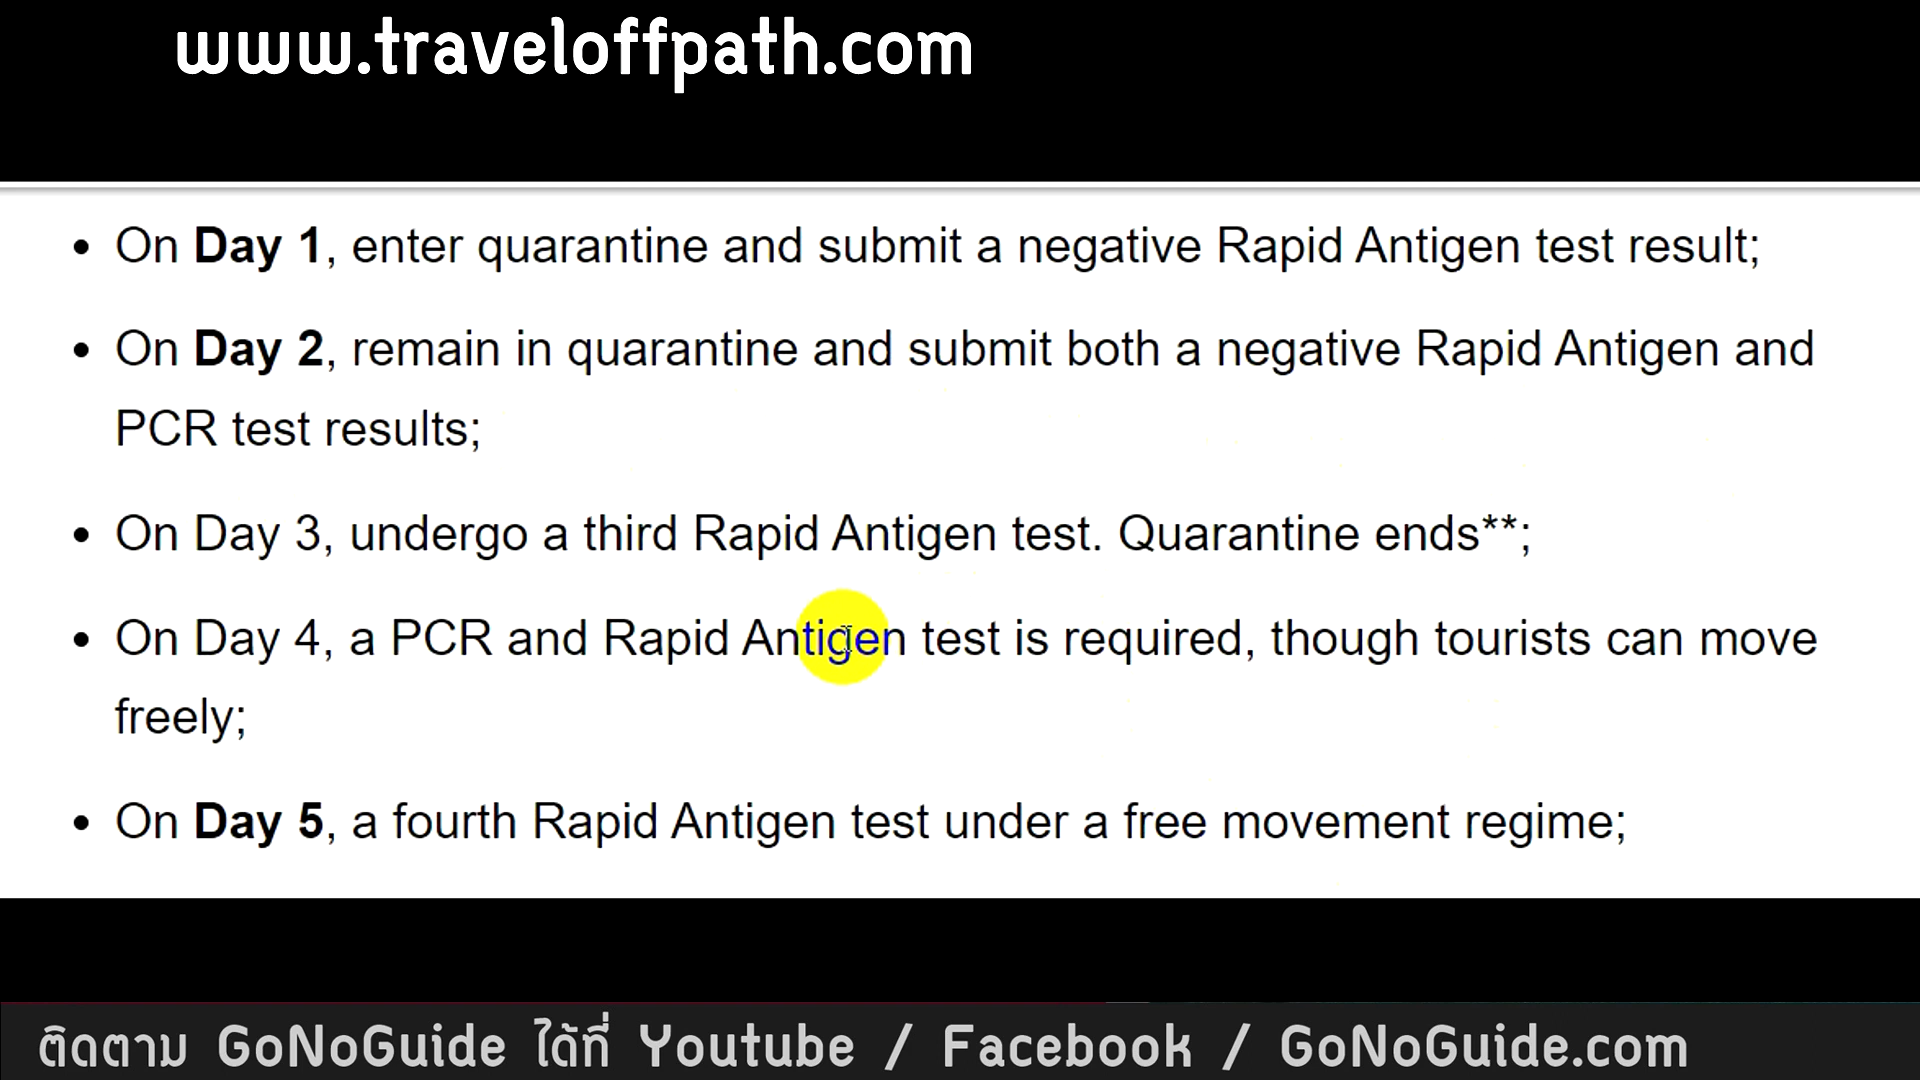 www.traveloffpath.com
• On Day 1, enter quarantine and submit a negative Rapid Antigen test result;
• On Day 2, remain in quarantine and submit both a negative Rapid Antigen and
PCR test results;
• On Day 3, undergo a third Rapid Antigen test. Quarantine ends**;
• On Day 4, a PCR and Rapid Antigen test is required, though tourists can move
freely;
• On Day 5, a fourth Rapid Antigen test under a free movement regime;
ติดตาม GoNoGuide ได้ที่ Youtube / Facebook / GoNoGuide.com